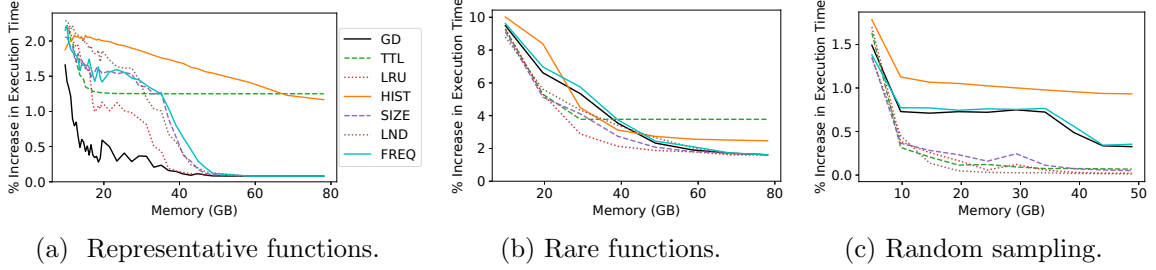 % Increase in Execution Time
2.0
1.5
1.0
0.5
0.0
20
40
60
80
Memory (GB)
GD
TTL
LRU
HIST
SIZE
LND
FREQ
(a) Representative functions.
% Increase in Execution Time
10
8
6
4
2
0
0
20
40
60
80
Memory (GB)
(b) Rare functions.
% Increase in Execution Time
1.5
1.0
0.5
0.0
10
20
30
40
50
Memory (GB)
(c) Random sampling.